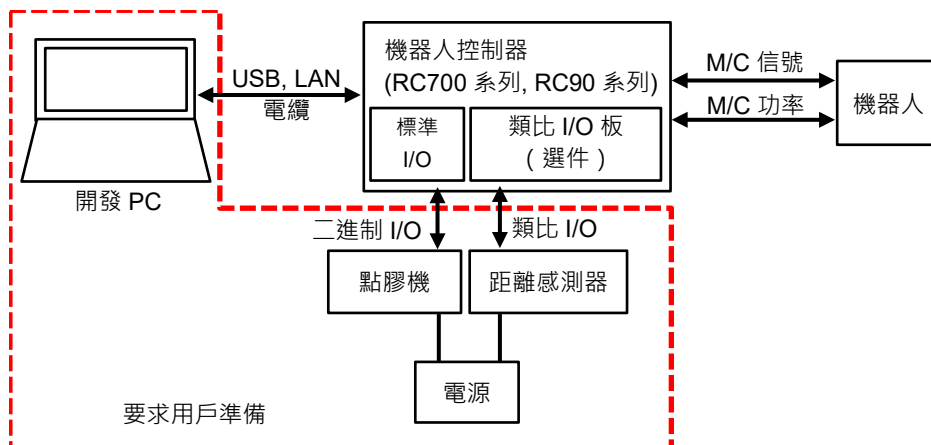 機器人控制器
(RC700 系列, RC90 系列)
USB, LAN
電纜
M/C 信號
M/C 功率
機器人
標準
I/O
類比 I/O 板
( 選件 )
開發 PC
二進制 I/O
類比 I/O
點膠機
距離感測器
電源
要求用戶準備